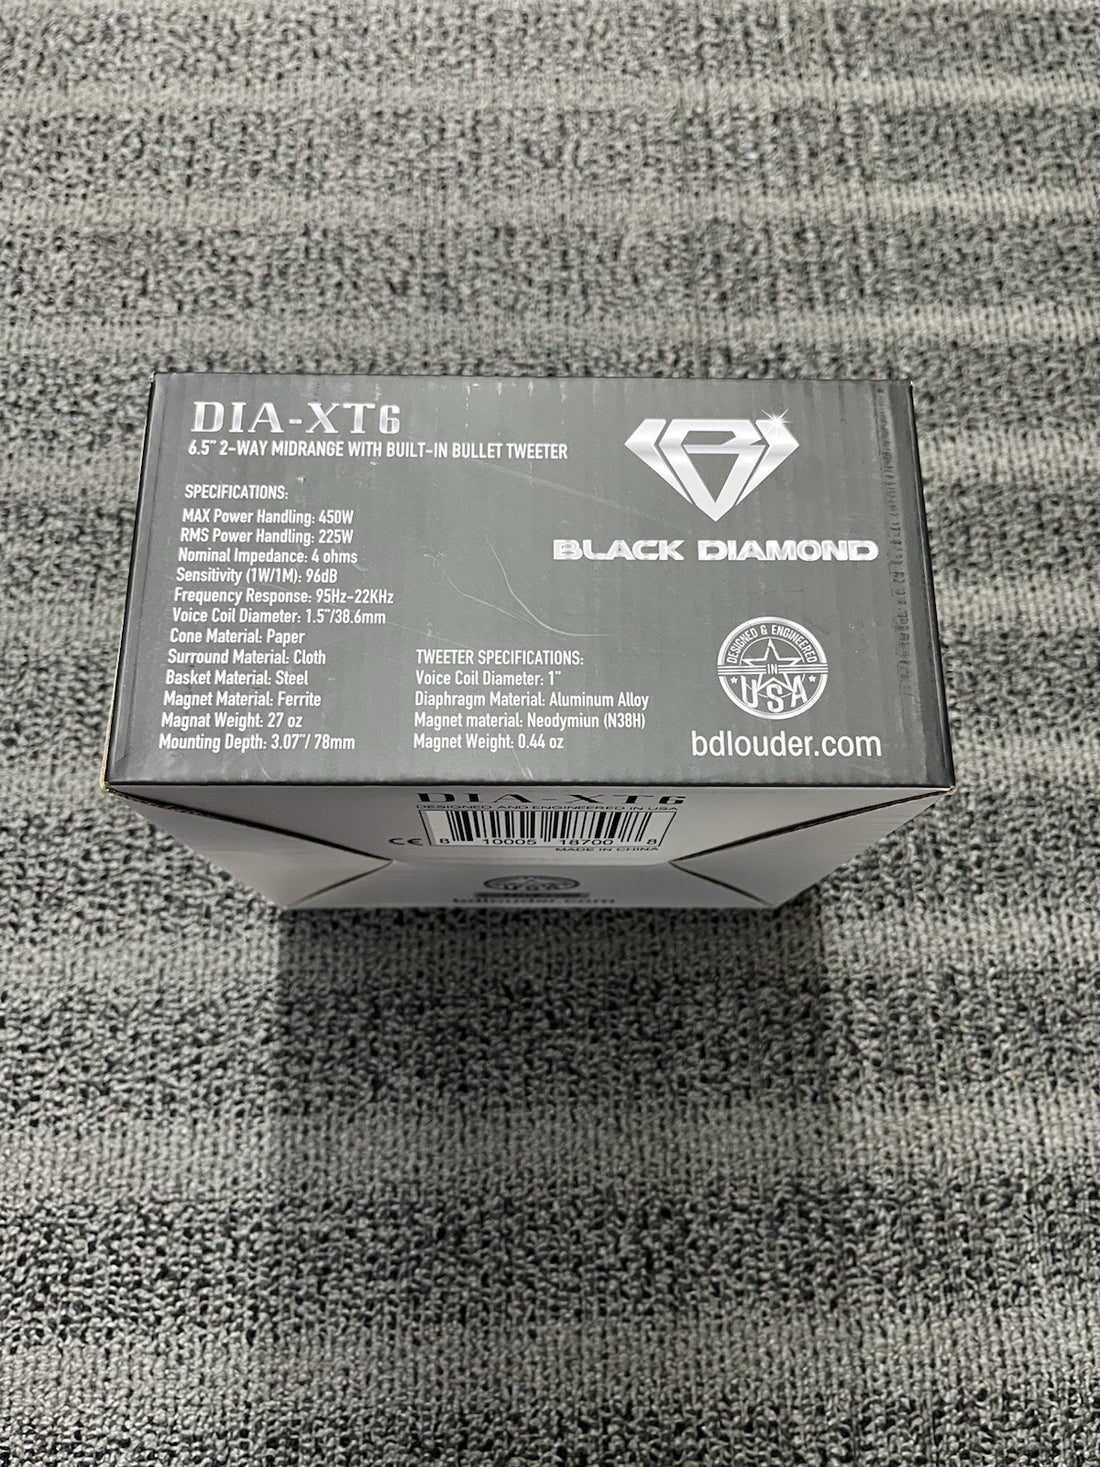 DIA-XT6
6.5" 2-WAY MIDRANGE WITH BUILT-IN BULLET TWEETER
SPECIFICATIONS:
MAX Power Handling: 450W
RMS Power Handling: 225W
Nominal Impedance: 4 ohms
Sensitivity (1W/1M): 96dB
Frequency Response: 95Hz-22KHz
Voice Coil Diameter: 1.5"/38.6mm
Cone Material: Paper
Surround Material: Cloth
Basket Material: Steel
Magnet Material: Ferrite
Magnat Weight: 27 oz
Mounting Depth: 3.07"/ 78mm
TWEETER SPECIFICATIONS:
Voice Coil Diameter: 1"
Diaphragm Material: Aluminum Alloy
Magnet material: Neodymiun (N38H)
Magnet Weight: 0.44 oz
BLACK DIAMOND
DESIGNED & ENGINEERED
IN
USA
bdlouder.com
DIA-XT6
DESIGNED AND ENGINEERED IN USA
CE
8 10005 18700 8
MADE IN CHINA
USA
bdlouder.com